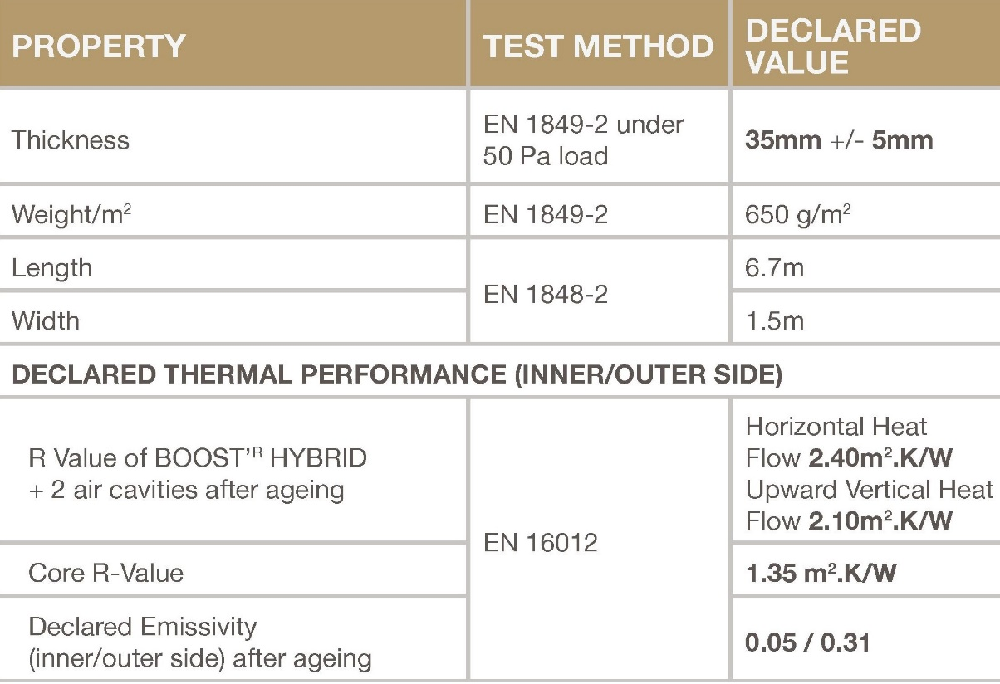 PROPERTY
TEST METHOD
DECLARED
VALUE
Thickness
EN 1849-2 under
50 Pa load
35mm +/- 5mm
Weight/m²
EN 1849-2
650 g/m²
Length
6.7m
EN 1848-2
Width
1.5m
DECLARED THERMAL PERFORMANCE (INNER/OUTER SIDE)
R Value of BOOST’ᴿ HYBRID
+ 2 air cavities after ageing
Horizontal Heat
Flow 2.40m².K/W
Upward Vertical Heat
Flow 2.10m².K/W
EN 16012
Core R-Value
1.35 m².K/W
Declared Emissivity
(inner/outer side) after ageing
0.05 / 0.31